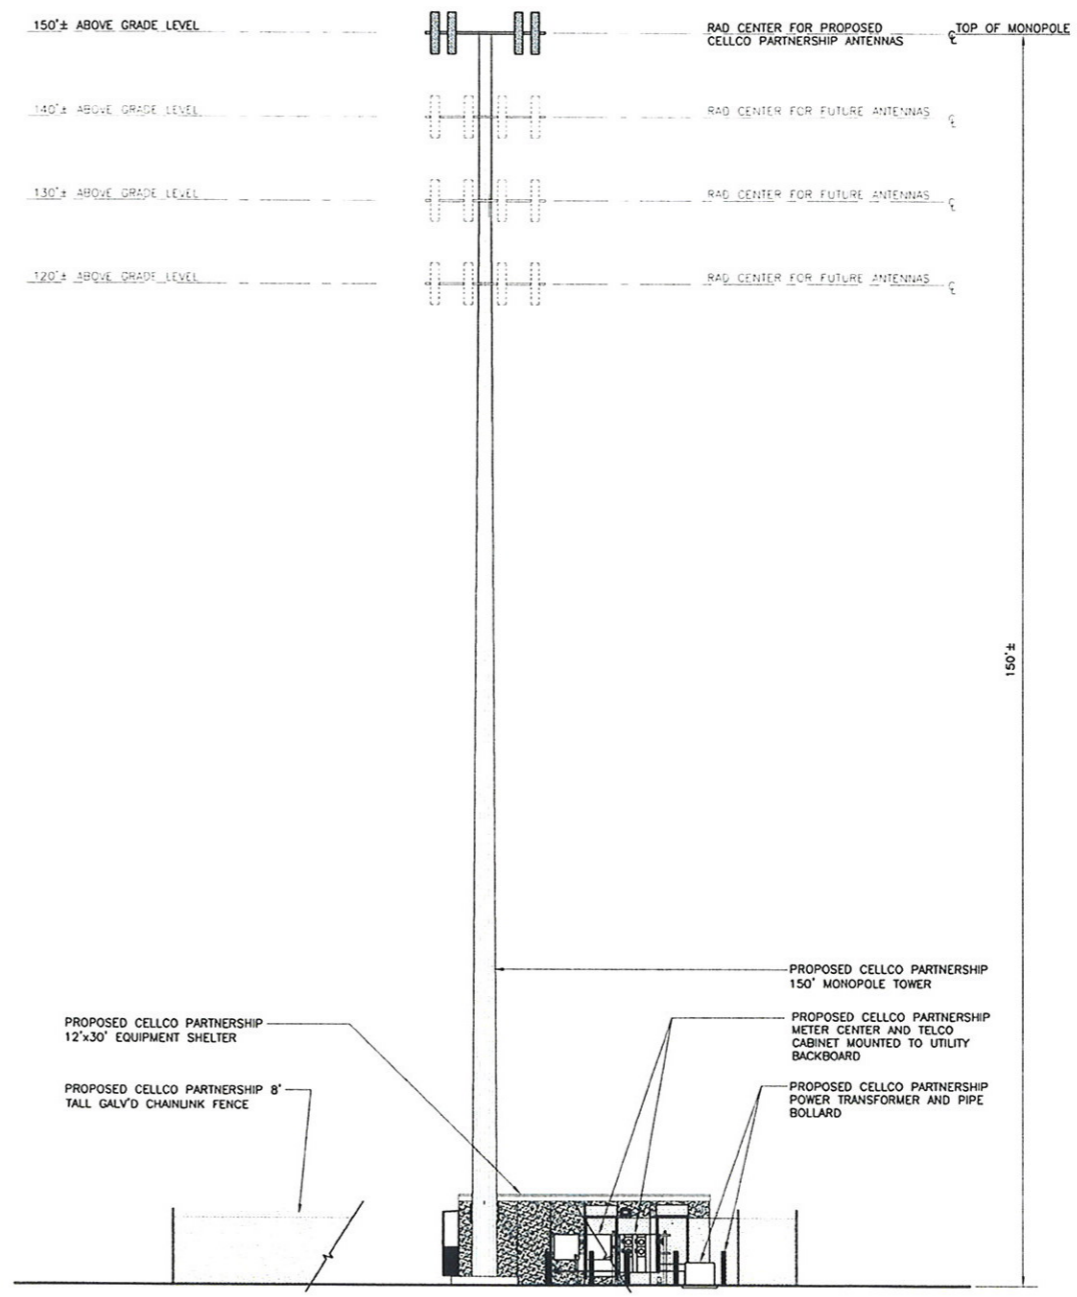 150'± ABOVE GRADE LEVEL
RAD CENTER FOR PROPOSED
CELLCO PARTNERSHIP ANTENNAS
℄ TOP OF MONOPOLE
140'± ABOVE GRADE LEVEL
RAD CENTER FOR FUTURE ANTENNAS ℄
130'± ABOVE GRADE LEVEL
RAD CENTER FOR FUTURE ANTENNAS ℄
120'± ABOVE GRADE LEVEL
RAD CENTER FOR FUTURE ANTENNAS ℄
150'±
PROPOSED CELLCO PARTNERSHIP
150' MONOPOLE TOWER
PROPOSED CELLCO PARTNERSHIP
12'x30' EQUIPMENT SHELTER
PROPOSED CELLCO PARTNERSHIP
METER CENTER AND TELCO
CABINET MOUNTED TO UTILITY
BACKBOARD
PROPOSED CELLCO PARTNERSHIP 8'
TALL GALV'D CHAINLINK FENCE
PROPOSED CELLCO PARTNERSHIP
POWER TRANSFORMER AND PIPE
BOLLARD